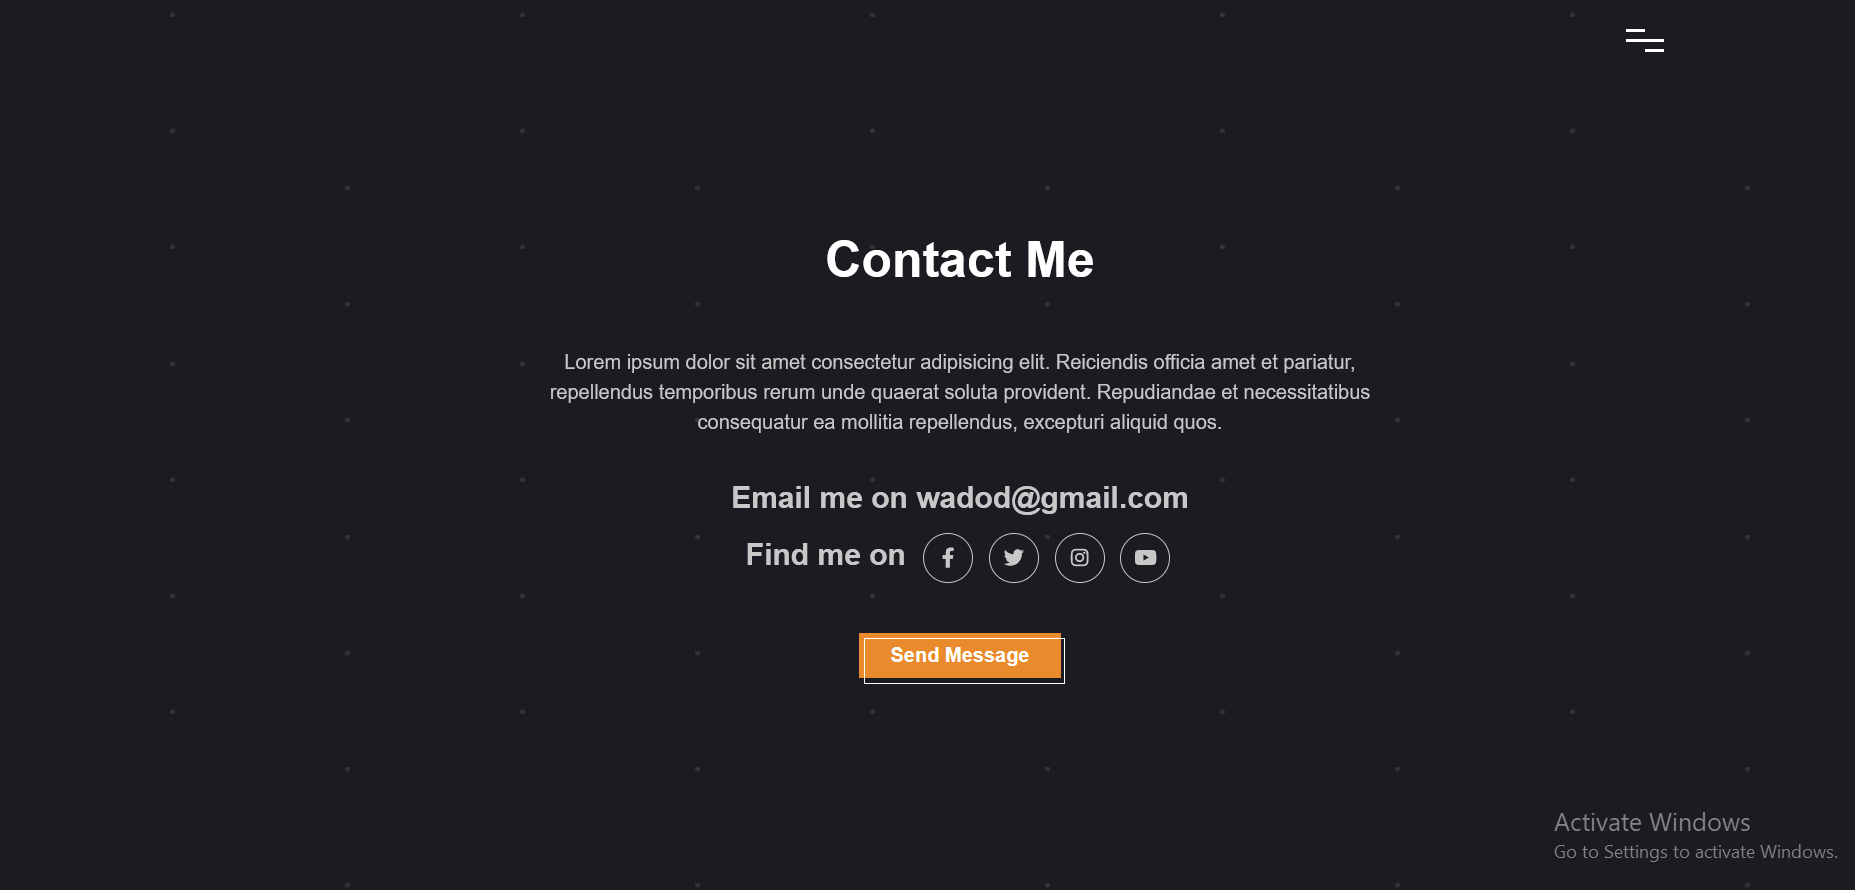 Contact Me
Lorem ipsum dolor sit amet consectetur adipisicing elit. Reiciendis officia amet et pariatur,
repellendus temporibus rerum unde quaerat soluta provident. Repudiandae et necessitatibus
consequatur ea mollitia repellendus, excepturi aliquid quos.
Email me on wadod@gmail.com
Find me on
Send Message
Activate Windows
Go to Settings to activate Windows.